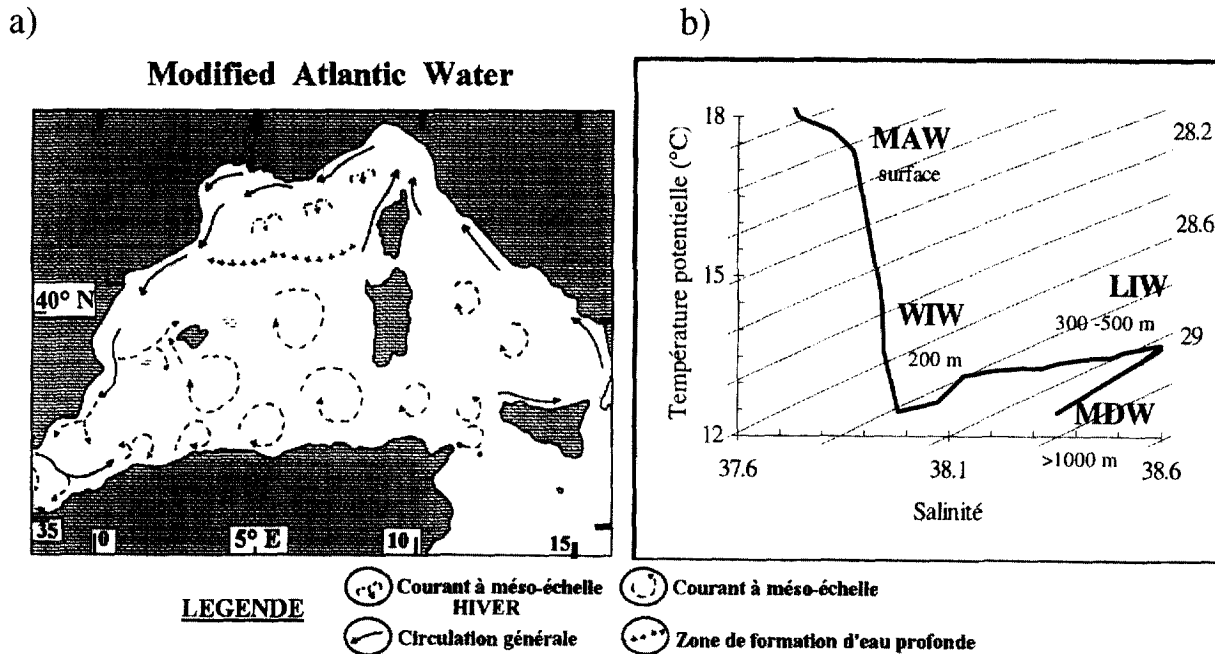 a)
Modified Atlantic Water
40° N
35
0
5° E
10
15
b)
Température potentielle (°C)
18
15
12
MAW
surface
WIW
200 m
LIW
300 -500 m
MDW
>1000 m
28.2
28.6
29
37.6
38.1
38.6
Salinité
LEGENDE
Courant à méso-échelle
HIVER
Courant à méso-échelle
Circulation générale
Zone de formation d'eau profonde